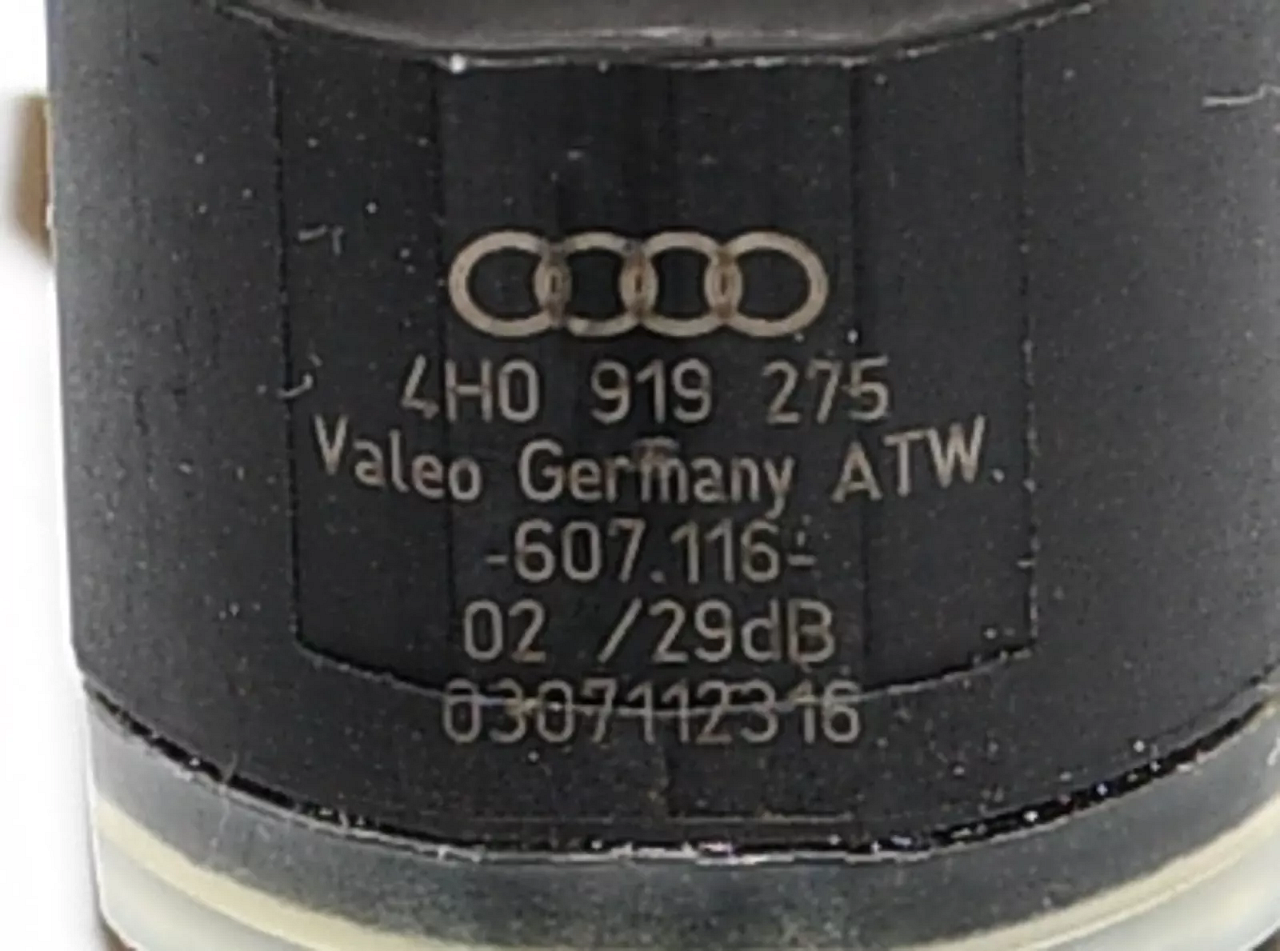 4H0 919 275
Valeo Germany ATW.
-607.116-
02 /29dB
0307112316